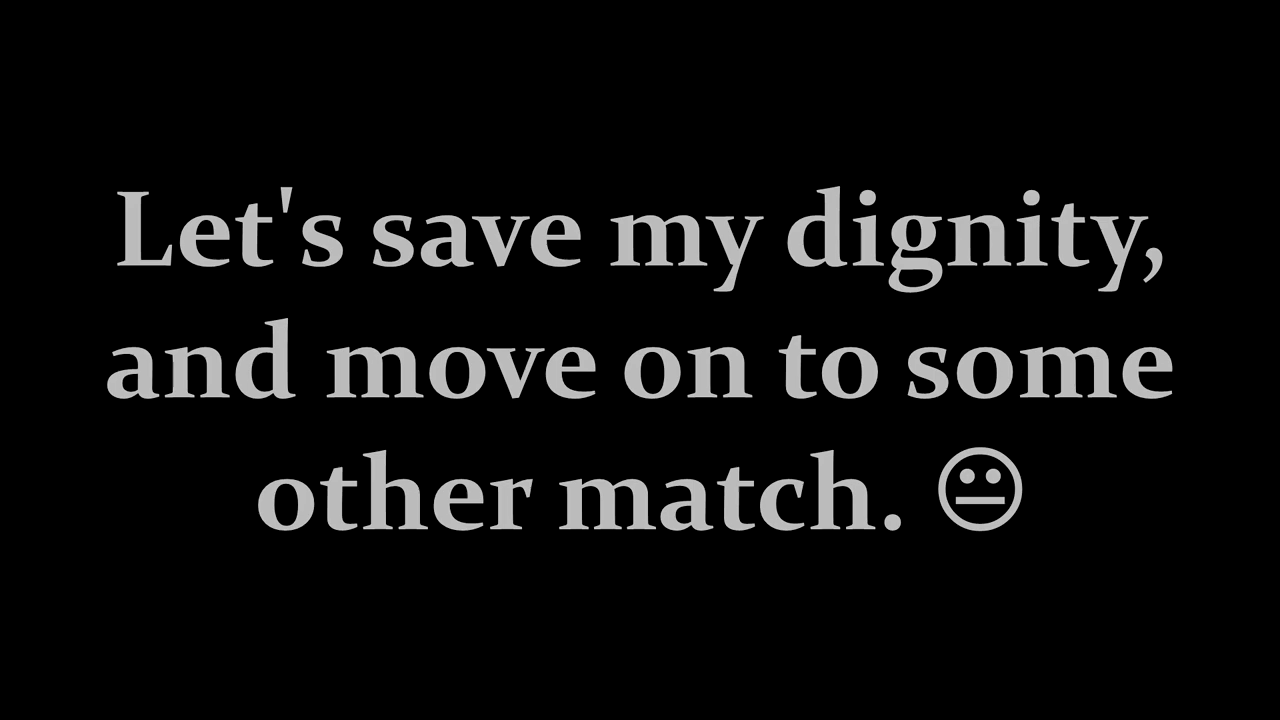 Let's save my dignity,
and move on to some
other match. 😐